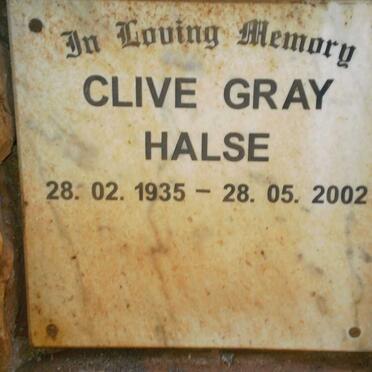 In Loving Memory
CLIVE GRAY
HALSE
28. 02. 1935 – 28. 05. 2002